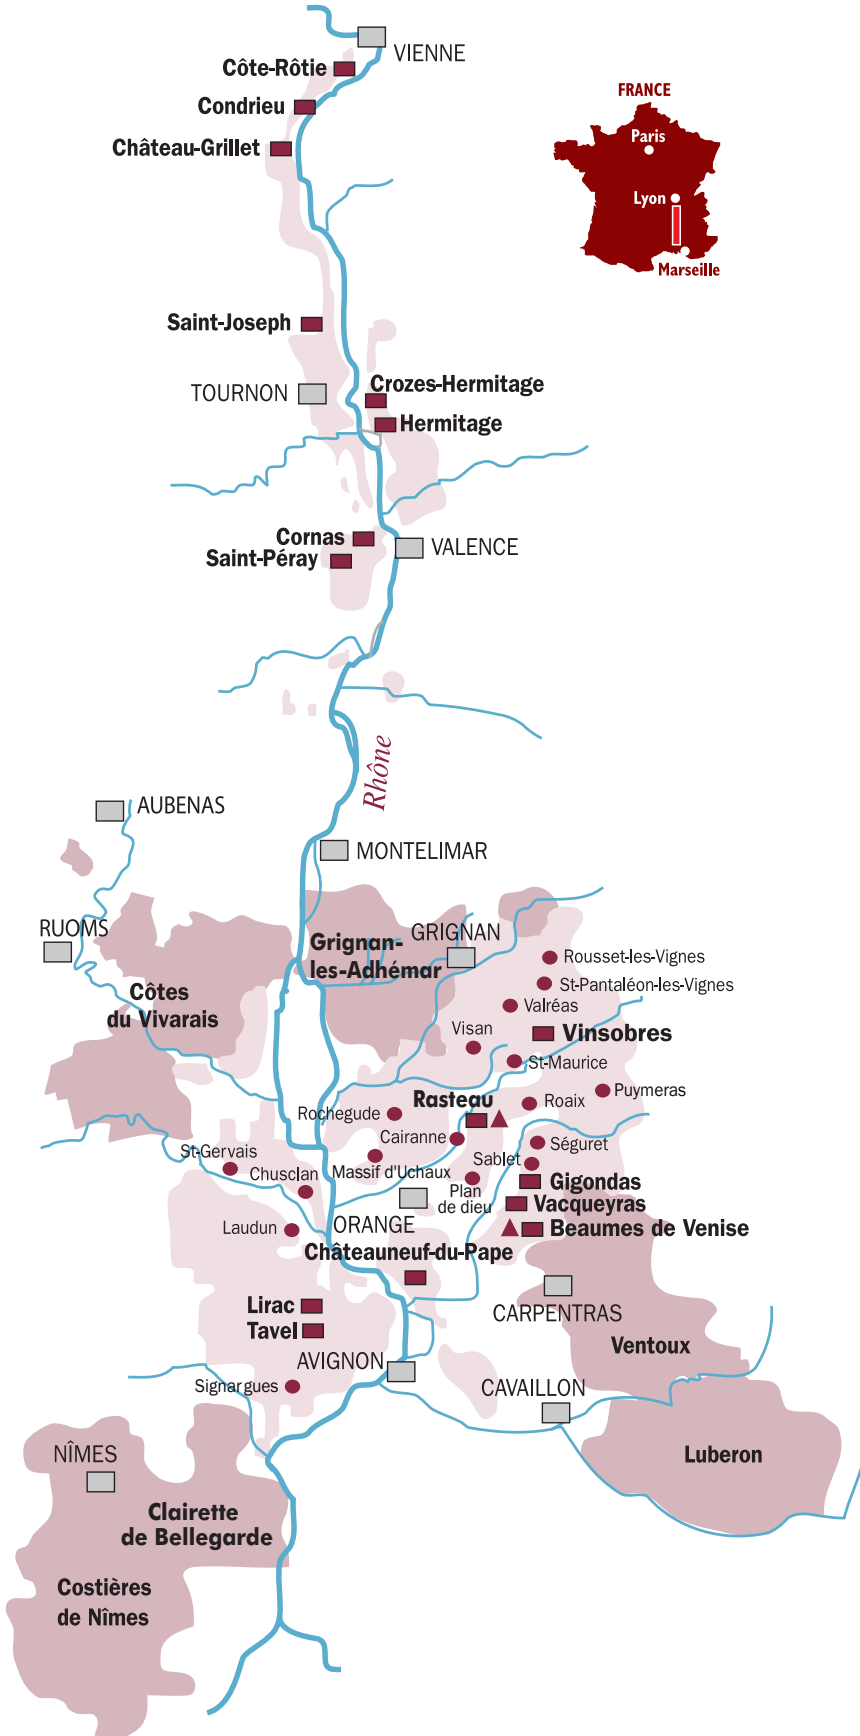 VIENNE
Côte-Rôtie
FRANCE
Condrieu
Paris
Château-Grillet
Lyon
Marseille
Saint-Joseph
TOURNON
Crozes-Hermitage
Hermitage
Cornas
VALENCE
Saint-Péray
Rhône
AUBENAS
MONTELIMAR
RUOMS
GRIGNAN
Grignan-
les-Adhémar
Rousset-les-Vignes
St-Pantaléon-les-Vignes
Côtes
du Vivarais
Valréas
Visan
Vinsobres
St-Maurice
Puymeras
Rasteau
Roaix
Rochegude
Cairanne
Séguret
St-Gervais
Sablet
Massif d'Uchaux
Chusclan
Plan
de dieu
Gigondas
Vacqueyras
Laudun
ORANGE
Beaumes de Venise
Châteauneuf-du-Pape
Lirac
CARPENTRAS
Tavel
Ventoux
AVIGNON
Signargues
CAVAILLON
NÎMES
Luberon
Clairette
de Bellegarde
Costières
de Nîmes